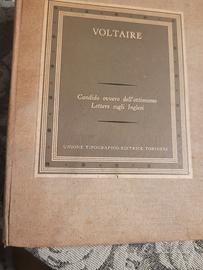 VOLTAIRE
Candido ovvero dell'ottimismo
Lettere sugli Inglesi
UNIONE TIPOGRAFICO-EDITRICE TORINESE